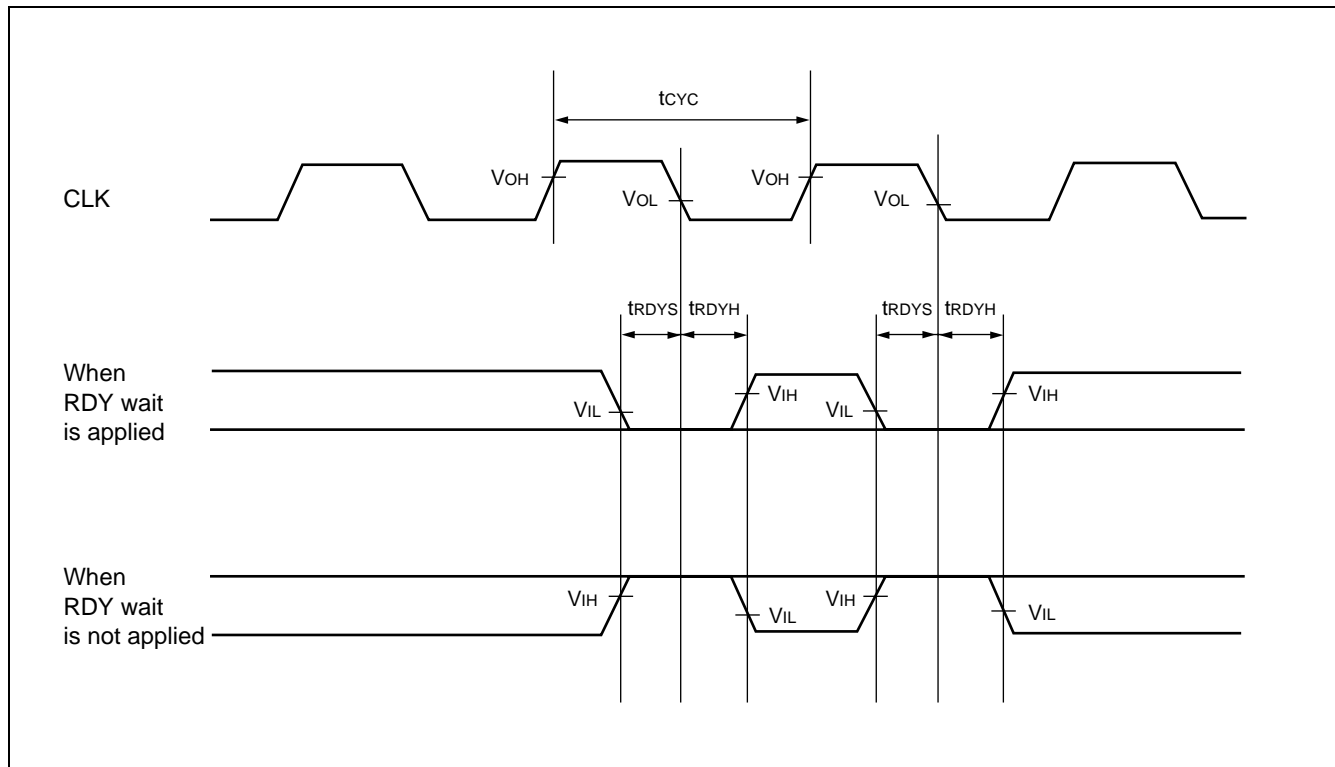 tCYC
CLK
VOH
VOL
VOH
VOL
tRDYS
tRDYH
tRDYS
tRDYH
When
RDY wait
is applied
VIL
VIH
VIL
VIH
When
RDY wait
is not applied
VIH
VIL
VIH
VIL